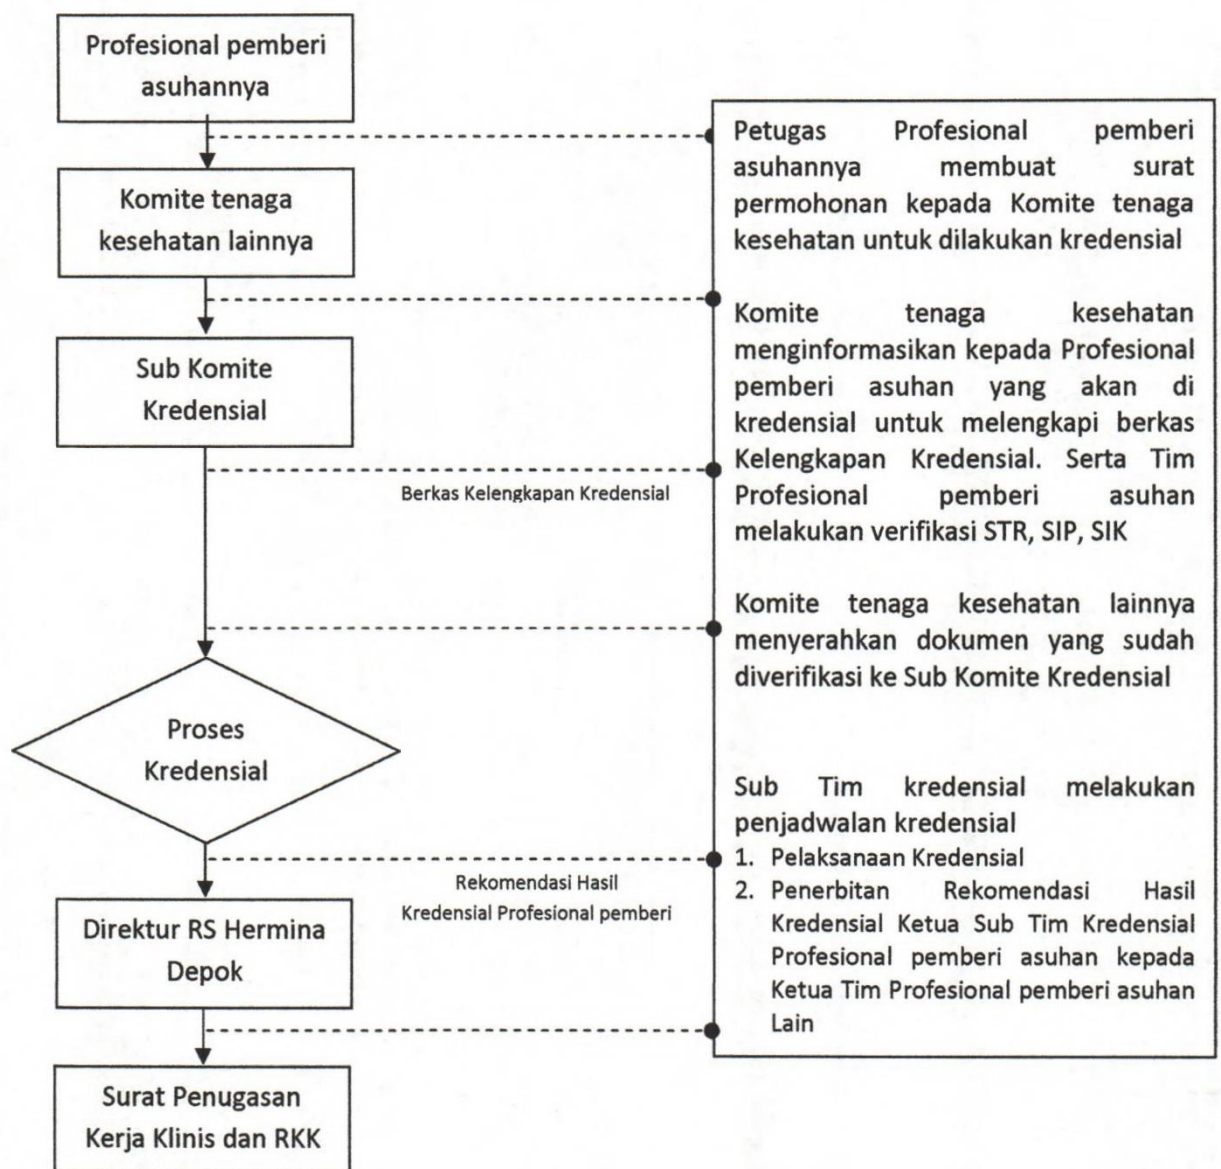 Profesional pemberi
asuhannya
Komite tenaga
kesehatan lainnya
Sub Komite
Kredensial
Berkas Kelengkapan Kredensial
Proses
Kredensial
Rekomendasi Hasil
Kredensial Profesional pemberi
Direktur RS Hermina
Depok
Surat Penugasan
Kerja Klinis dan RKK
Petugas Profesional pemberi
asuhannya membuat surat
permohonan kepada Komite tenaga
kesehatan untuk dilakukan kredensial
Komite tenaga kesehatan
menginformasikan kepada Profesional
pemberi asuhan yang akan di
kredensial untuk melengkapi berkas
Kelengkapan Kredensial. Serta Tim
Profesional pemberi asuhan
melakukan verifikasi STR, SIP, SIK
Komite tenaga kesehatan lainnya
menyerahkan dokumen yang sudah
diverifikasi ke Sub Komite Kredensial
Sub Tim kredensial melakukan
penjadwalan kredensial
1. Pelaksanaan Kredensial
2. Penerbitan Rekomendasi Hasil
Kredensial Ketua Sub Tim Kredensial
Profesional pemberi asuhan kepada
Ketua Tim Profesional pemberi asuhan
Lain